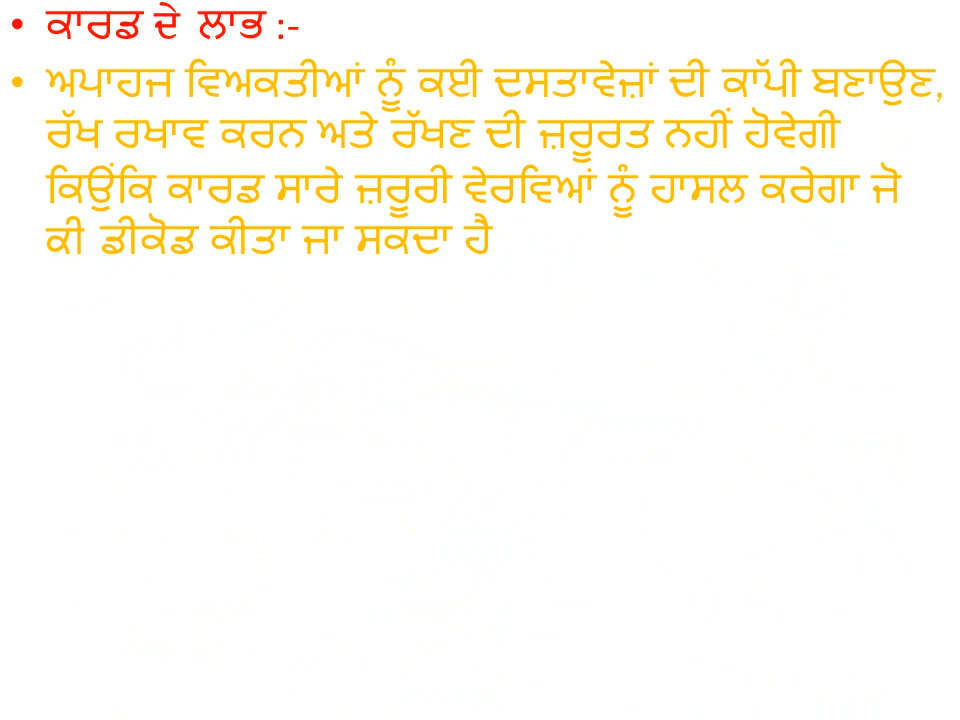 • ਕਾਰਡ ਦੇ ਲਾਭ :-
• ਅਪਾਹਜ ਵਿਅਕਤੀਆਂ ਨੂੰ ਕਈ ਦਸਤਾਵੇਜ਼ਾਂ ਦੀ ਕਾੱਪੀ ਬਣਾਉਣ,
ਰੱਖ ਰਖਾਵ ਕਰਨ ਅਤੇ ਰੱਖਣ ਦੀ ਜ਼ਰੂਰਤ ਨਹੀਂ ਹੋਵੇਗੀ
ਕਿਉਂਕਿ ਕਾਰਡ ਸਾਰੇ ਜ਼ਰੂਰੀ ਵੇਰਵਿਆਂ ਨੂੰ ਹਾਸਲ ਕਰੇਗਾ ਜੋ
ਕੀ ਡੀਕੋਡ ਕੀਤਾ ਜਾ ਸਕਦਾ ਹੈ